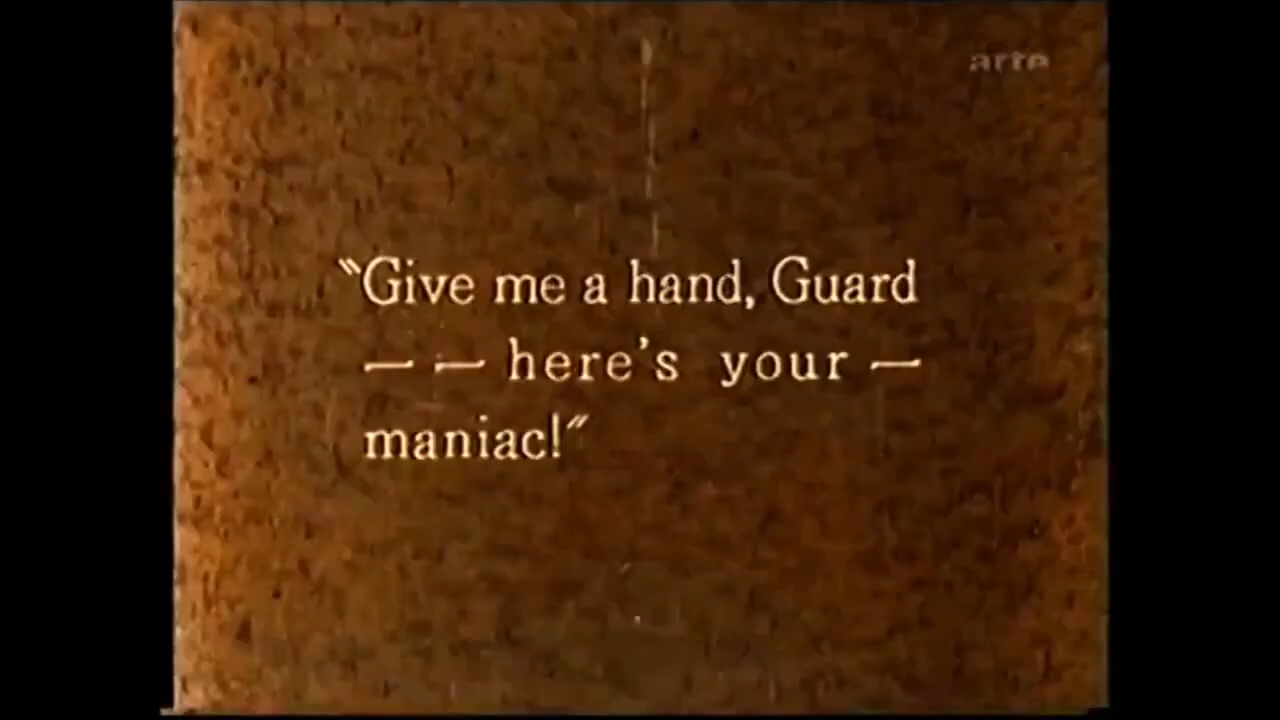 arte
"Give me a hand, Guard
— — here's your —
maniac!"